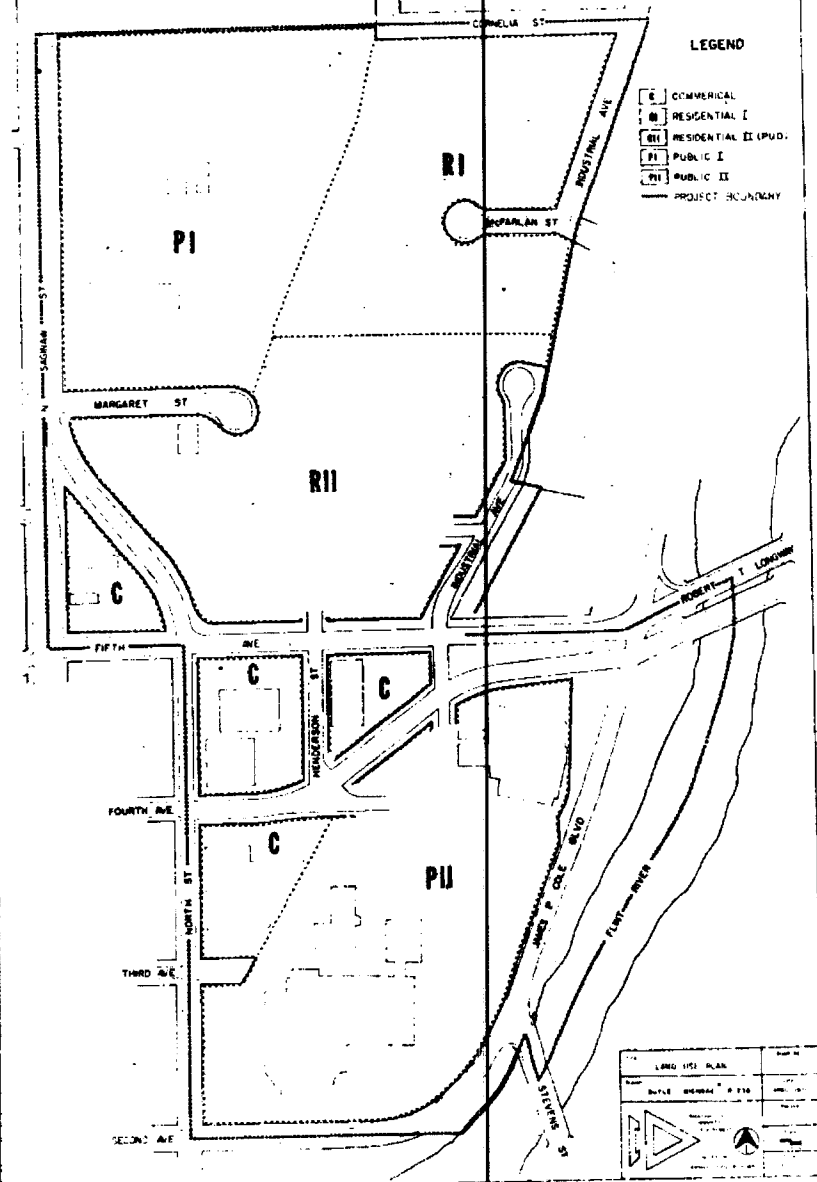 CORNELIA ST
LEGEND
C COMMERICAL
RI RESIDENTIAL I
RII RESIDENTIAL II (PUD)
PI PUBLIC I
PII PUBLIC II
PROJECT BOUNDARY
INDUSTRIAL AVE
RI
McFARLAN ST
PI
N SAGINAW ST
MARGARET ST
RII
INDUSTRIAL AVE
C
ROBERT T LONGWAY
FIFTH AVE
C
C
HENDERSON ST
FOURTH AVE
C
PII
JAMES P COLE BLVD
FLINT RIVER
NORTH ST
THIRD AVE
STEVENS ST
SECOND AVE
LAND USE PLAN